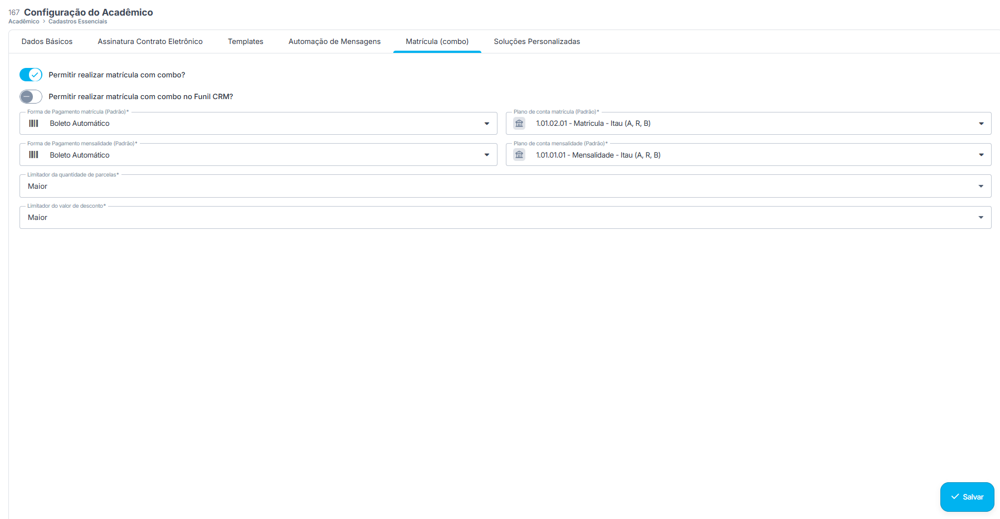 167 Configuração do Acadêmico
Acadêmico > Cadastros Essenciais
Dados Básicos Assinatura Contrato Eletrônico Templates Automação de Mensagens Matrícula (combo) Soluções Personalizadas
Permitir realizar matrícula com combo?
Permitir realizar matrícula com combo no Funil CRM?
Forma de Pagamento matrícula (Padrão)*
Boleto Automático
Plano de conta matrícula (Padrão)*
1.01.02.01 - Matricula - Itau (A, R, B)
Forma de Pagamento mensalidade (Padrão)*
Boleto Automático
Plano de conta mensalidade (Padrão)*
1.01.01.01 - Mensalidade - Itau (A, R, B)
Limitador da quantidade de parcelas*
Maior
Limitador do valor de desconto*
Maior
Salvar